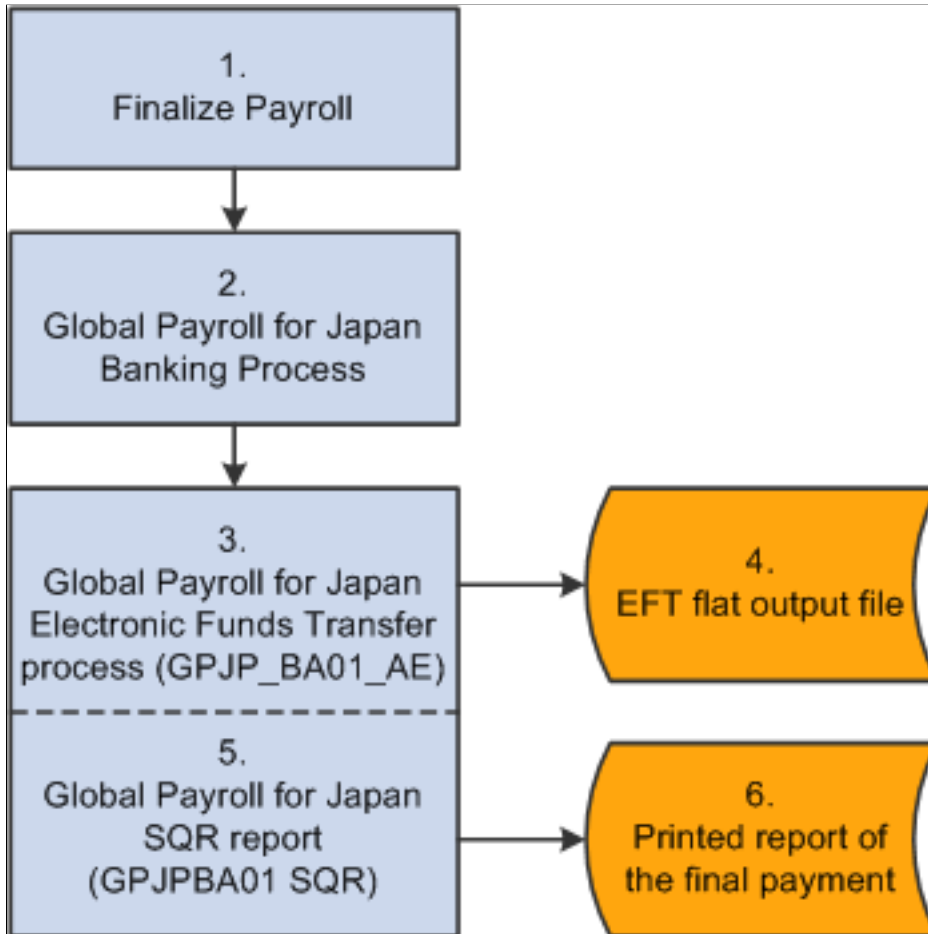 1.
Finalize Payroll
2.
Global Payroll for Japan
Banking Process
3.
Global Payroll for Japan
Electronic Funds Transfer
process (GPJP_BA01_AE)
4.
EFT flat output file
5.
Global Payroll for Japan
SQR report
(GPJPBA01 SQR)
6.
Printed report of
the final payment